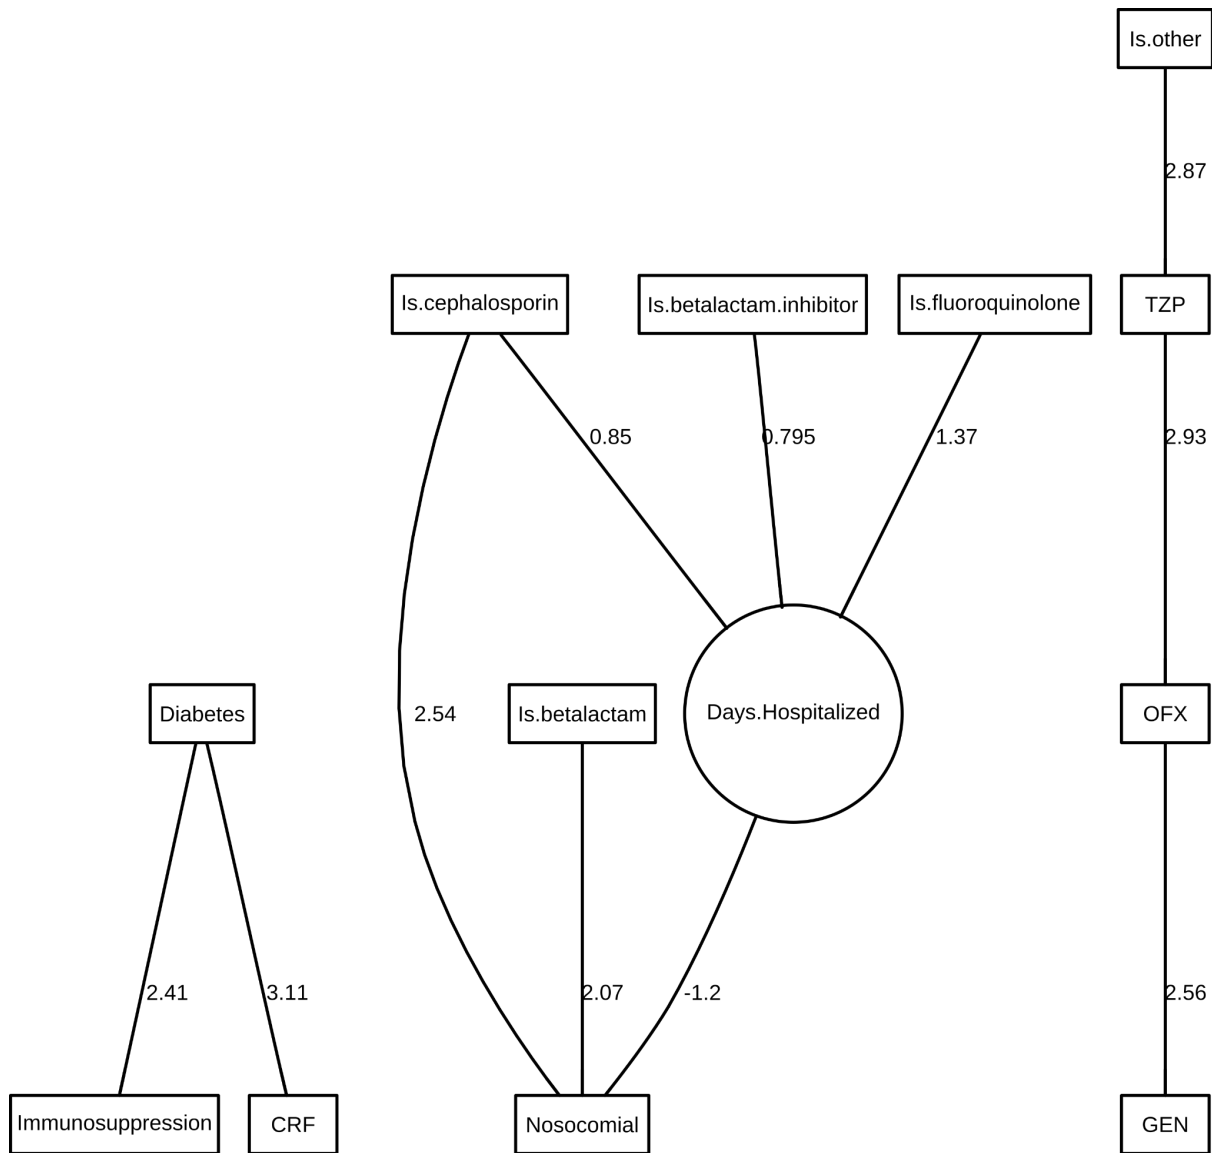 Is.other
2.87
Is.cephalosporin
Is.betalactam.inhibitor
Is.fluoroquinolone
TZP
0.85
0.795
1.37
2.93
Diabetes
2.54
Is.betalactam
Days.Hospitalized
OFX
2.41
3.11
2.07
-1.2
2.56
Immunosuppression
CRF
Nosocomial
GEN